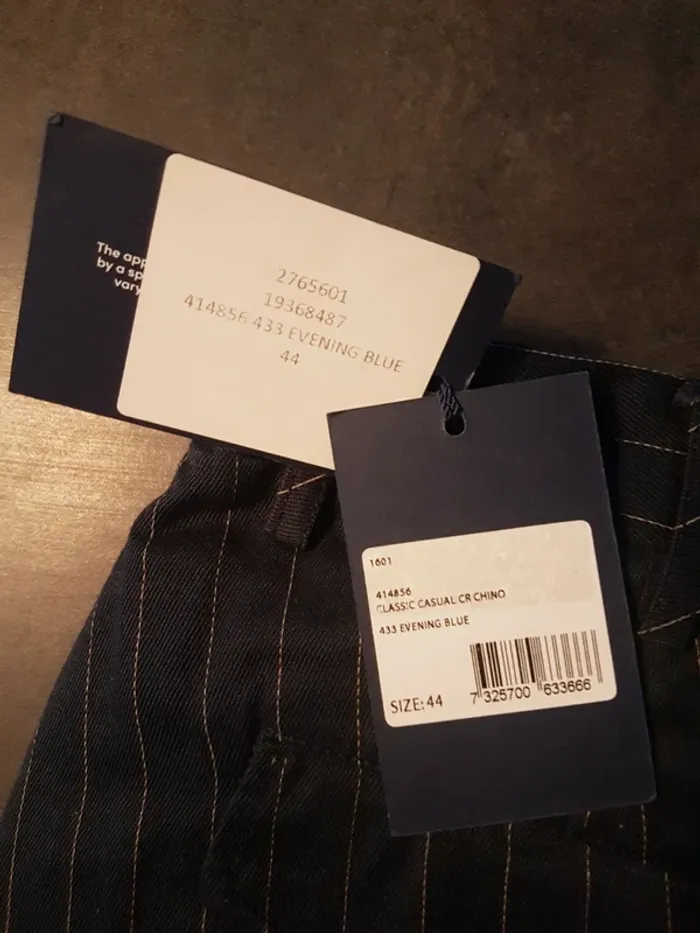 The app
by a sp
vary
2765601
19368487
414856 433 EVENING BLUE
44
1601
414856
CLASSIC CASUAL CR CHINO
433 EVENING BLUE
SIZE: 44
7 325700 633666